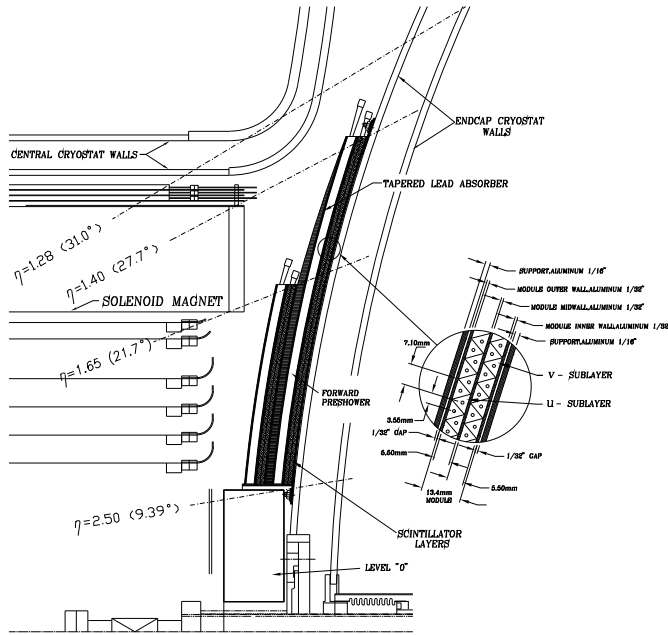 ENDCAP CRYOSTAT
WALLS
CENTRAL CRYOSTAT WALLS
TAPERED LEAD ABSORBER
η=1.28 (31.0°)
η=1.40 (27.7°)
SOLENOID MAGNET
η=1.65 (21.7°)
SUPPORT,ALUMINUM 1/16"
MODULE OUTER WALL,ALUMINUM 1/32"
MODULE MIDWALL,ALUMINUM 1/32"
MODULE INNER WALL,ALUMINUM 1/32
SUPPORT,ALUMINUM 1/16"
7.10mm
V - SUBLAYER
U - SUBLAYER
FORWARD
PRESHOWER
3.55mm
1/32" GAP
6.60mm
1/32" GAP
5.50mm
13.4mm
MODULE
η=2.50 (9.39°)
SCINTILLATOR
LAYERS
LEVEL "0"